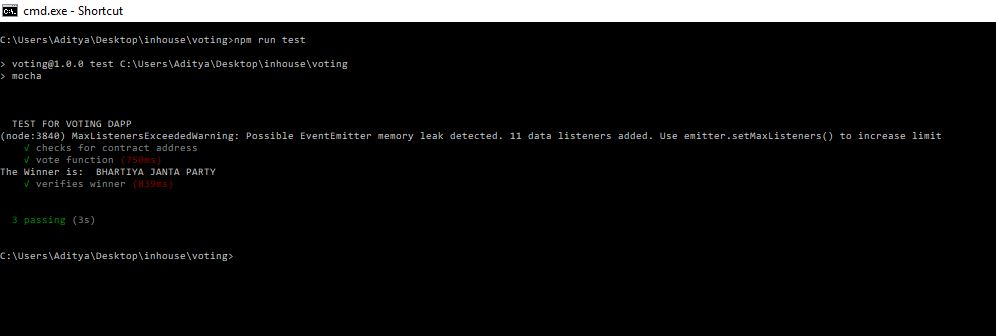 cmd.exe - Shortcut
C:\Users\Aditya\Desktop\inhouse\voting>npm run test
> voting@1.0.0 test C:\Users\Aditya\Desktop\inhouse\voting
> mocha
TEST FOR VOTING DAPP
(node:3840) MaxListenersExceededWarning: Possible EventEmitter memory leak detected. 11 data listeners added. Use emitter.setMaxListeners() to increase limit
√ checks for contract address
√ vote function (750ms)
The Winner is:  BHARTIYA JANTA PARTY
√ verifies winner (839ms)
3 passing (3s)
C:\Users\Aditya\Desktop\inhouse\voting>